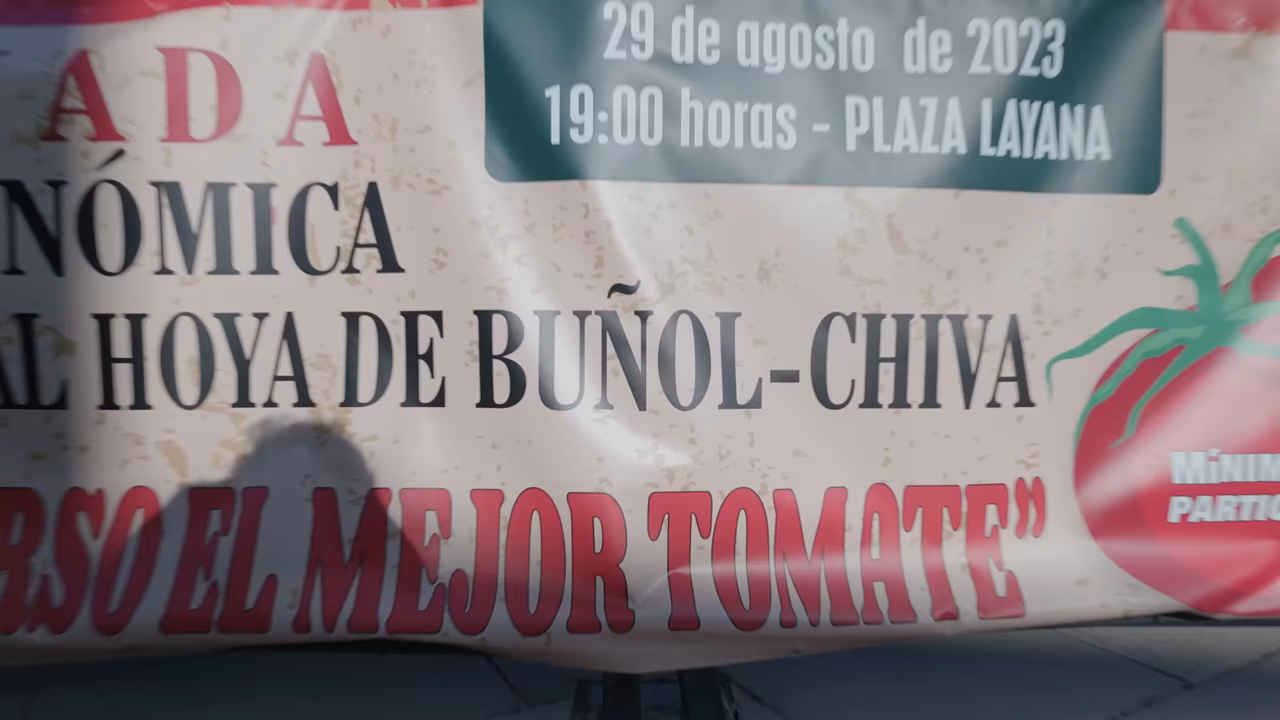 29 de agosto de 2023
19:00 horas - PLAZA LAYANA
ADA
NÓMICA
AL HOYA DE BUÑOL-CHIVA
RSO EL MEJOR TOMATE”
MíNIM
PARTIC